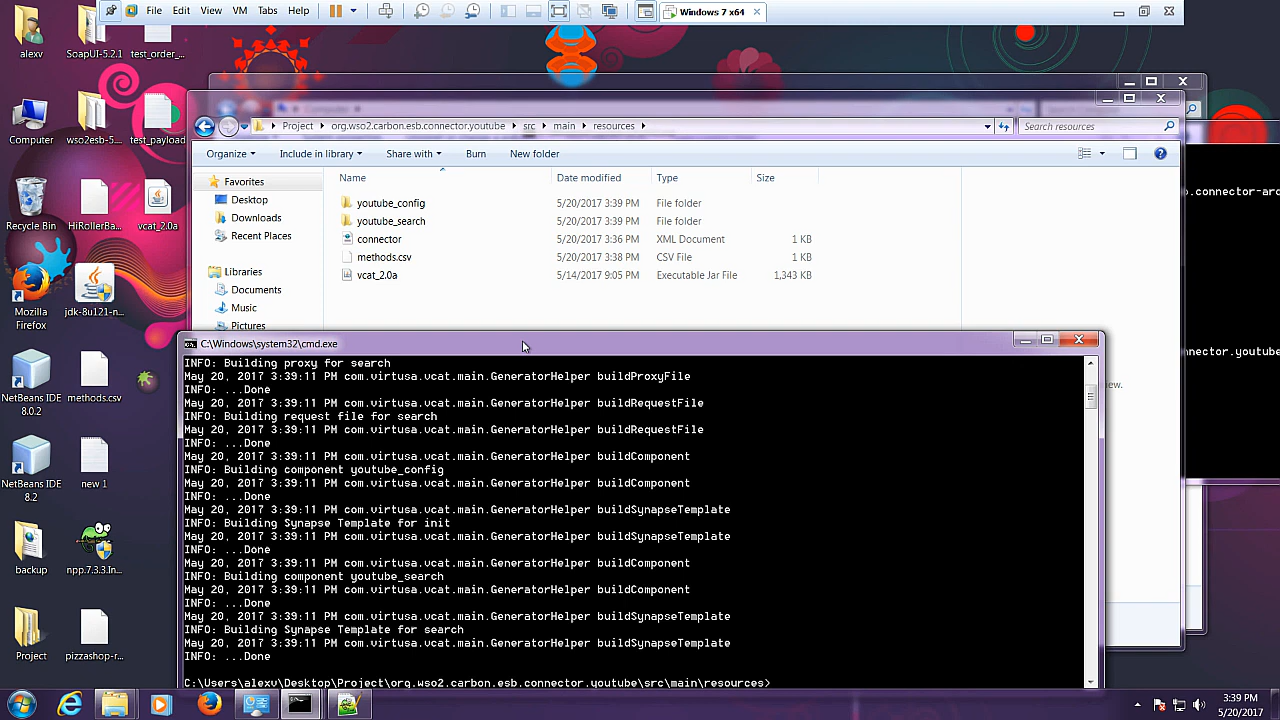 File Edit View VM Tabs Help
Windows 7 x64
alexv
SoapUI-5.2.1
test_order_...
Computer
wso2esb-5....
test_payload
Recycle Bin
HiRollerBa...
vcat_2.0a
Mozilla Firefox
jdk-8u121-n...
NetBeans IDE 8.0.2
methods.csv
NetBeans IDE 8.2
new 1
backup
npp.7.3.3.In...
Project
pizzashop-r...
Project org.wso2.carbon.esb.connector.youtube src main resources
Search resources
Organize Include in library Share with Burn New folder
Favorites
Desktop
Downloads
Recent Places
Libraries
Documents
Music
Pictures
Name Date modified Type Size
youtube_config 5/20/2017 3:39 PM File folder
youtube_search 5/20/2017 3:39 PM File folder
connector 5/20/2017 3:36 PM XML Document 1 KB
methods.csv 5/20/2017 3:38 PM CSV File 1 KB
vcat_2.0a 5/14/2017 9:05 PM Executable Jar File 1,343 KB
.connector-arc
nnector.youtube
C:\Windows\system32\cmd.exe
INFO: Building proxy for search
May 20, 2017 3:39:11 PM com.virtusa.vcat.main.GeneratorHelper buildProxyFile
INFO: ...Done
May 20, 2017 3:39:11 PM com.virtusa.vcat.main.GeneratorHelper buildRequestFile
INFO: Building request file for search
May 20, 2017 3:39:11 PM com.virtusa.vcat.main.GeneratorHelper buildRequestFile
INFO: ...Done
May 20, 2017 3:39:11 PM com.virtusa.vcat.main.GeneratorHelper buildComponent
INFO: Building component youtube_config
May 20, 2017 3:39:11 PM com.virtusa.vcat.main.GeneratorHelper buildComponent
INFO: ...Done
May 20, 2017 3:39:11 PM com.virtusa.vcat.main.GeneratorHelper buildSynapseTemplate
INFO: Building Synapse Template for init
May 20, 2017 3:39:11 PM com.virtusa.vcat.main.GeneratorHelper buildSynapseTemplate
INFO: ...Done
May 20, 2017 3:39:11 PM com.virtusa.vcat.main.GeneratorHelper buildComponent
INFO: Building component youtube_search
May 20, 2017 3:39:11 PM com.virtusa.vcat.main.GeneratorHelper buildComponent
INFO: ...Done
May 20, 2017 3:39:11 PM com.virtusa.vcat.main.GeneratorHelper buildSynapseTemplate
INFO: Building Synapse Template for search
May 20, 2017 3:39:11 PM com.virtusa.vcat.main.GeneratorHelper buildSynapseTemplate
INFO: ...Done
C:\Users\alexv\Desktop\Project\org.wso2.carbon.esb.connector.youtube\src\main\resources>
3:39 PM
5/20/2017